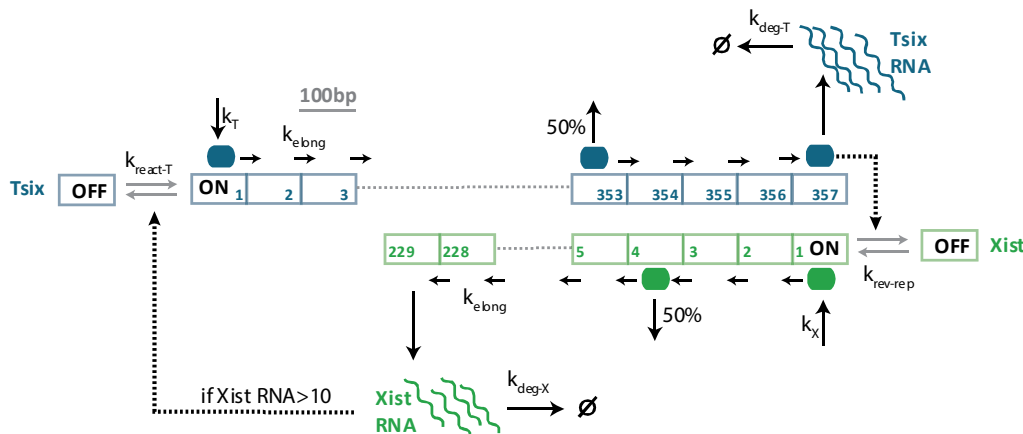 k_deg-T
Ø
Tsix
RNA
100bp
k_T
50%
k_elong
k_react-T
Tsix
OFF
ON
1
2
3
353
354
355
356
357
229
228
5
4
3
2
1
ON
OFF
Xist
k_rev-rep
k_elong
50%
k_X
if Xist RNA>10
Xist
RNA
k_deg-X
Ø